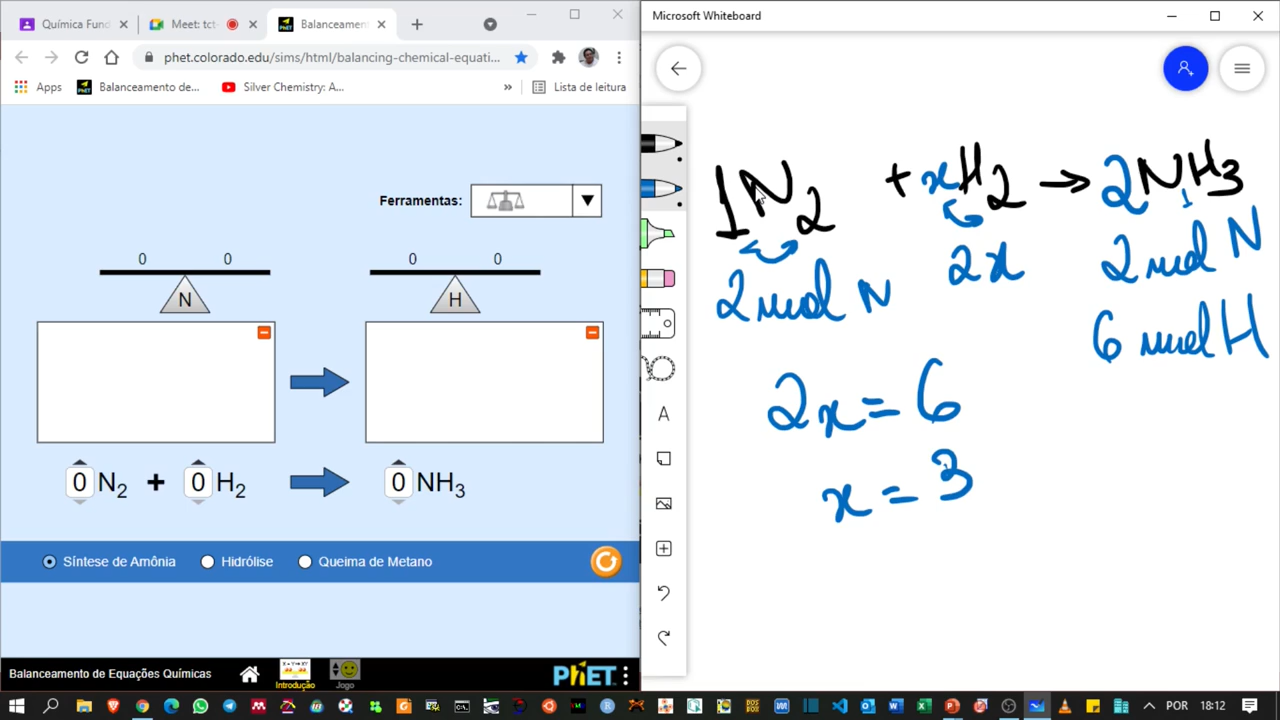 Química Fund
Meet: tct-
Balanceamen
Microsoft Whiteboard
phet.colorado.edu/sims/html/balancing-chemical-equati...
Apps
Balanceamento de...
Silver Chemistry: A...
»
Lista de leitura
Ferramentas:
0 0 0 0
N H
0 N2 + 0 H2 0 NH3
Síntese de Amônia Hidrólise Queima de Metano
Balanceamento de Equações Químicas
Introdução
Jogo
PhET
A
1N2 + xH2 → 2NH3
2 mol N 2x 2 mol N
6 mol H
2x = 6
x = 3
POR 18:12